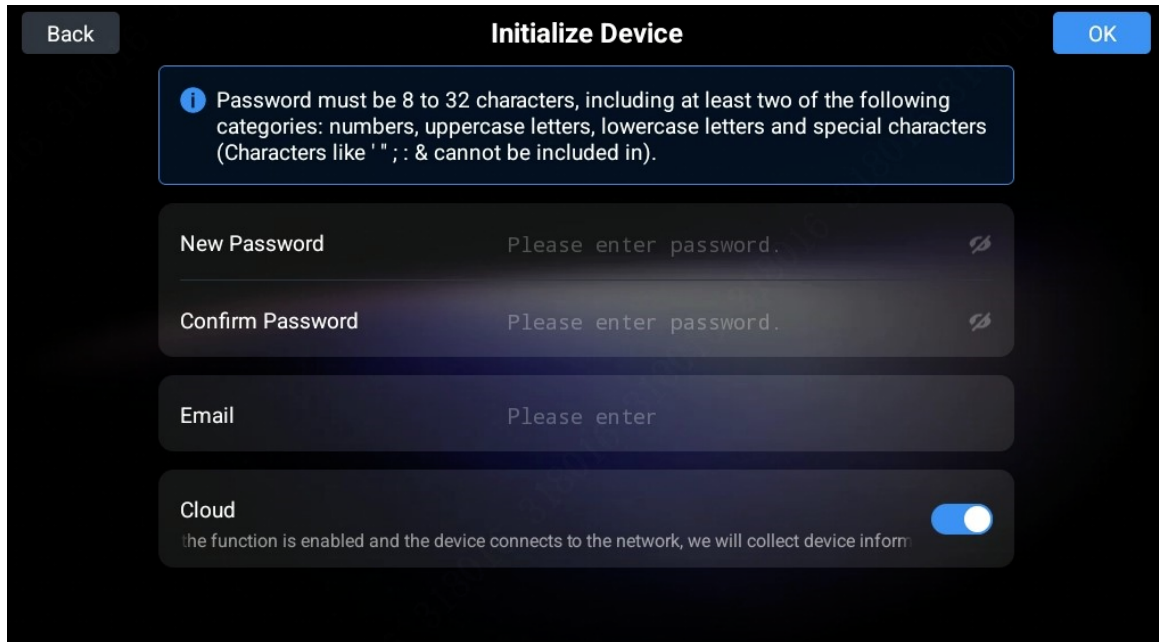 Back
Initialize Device
OK
Password must be 8 to 32 characters, including at least two of the following
categories: numbers, uppercase letters, lowercase letters and special characters
(Characters like ' " ; : & cannot be included in).
New Password
Please enter password.
Confirm Password
Please enter password.
Email
Please enter
Cloud
the function is enabled and the device connects to the network, we will collect device inform